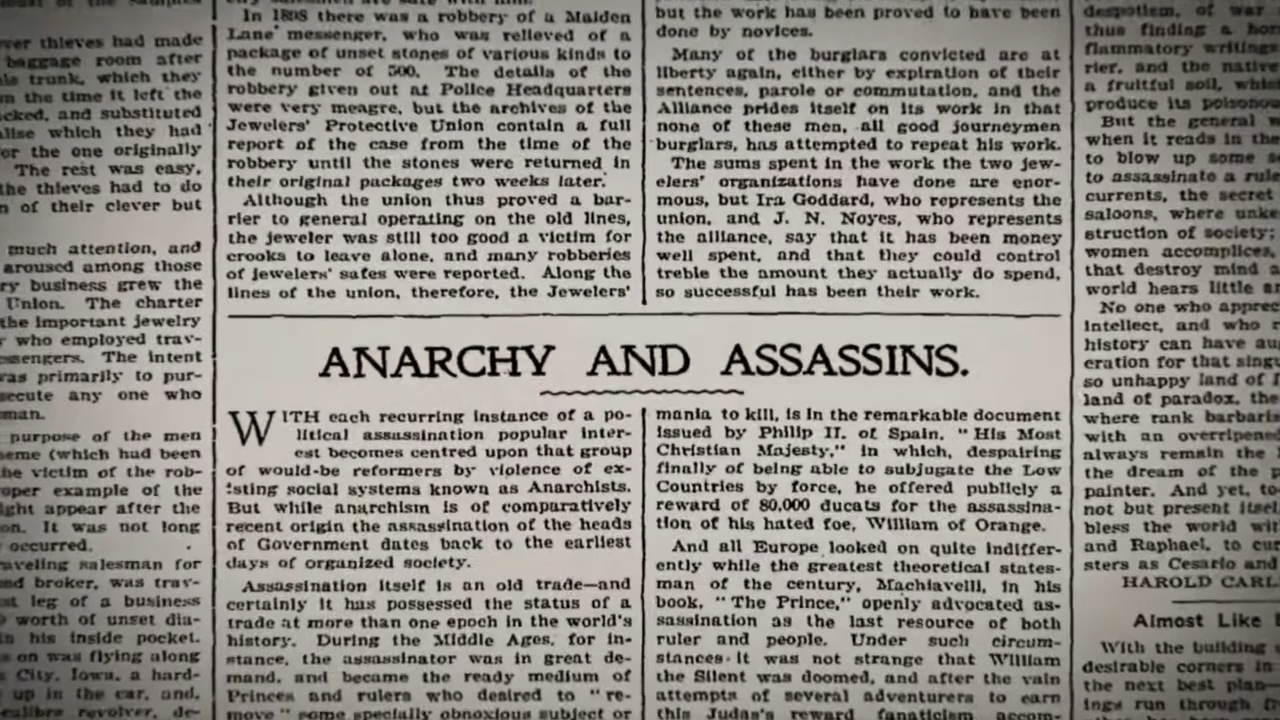 ver thieves had made
baggage room after
trunk, which they
the time it left the
and substituted
which they had
or the one originally
The rest was easy,
the thieves had to do
of their clever but
much attention, and
aroused among those
business grew the
Union. The charter
the important jewelry
who employed trav-
The intent
was primarily to pur-
any one who
man.
purpose of the men
(which had been
the victim of the rob-
example of the
appear after the
It was not long
occurred.
salesman for
broker, was trav-
leg of a business
worth of unset dia-
his inside pocket.
on was flying along
City, Iowa, a hard-
up in the car, and,
revolver, de-
In 1898 there was a robbery of a Maiden
Lane messenger, who was relieved of a
package of unset stones of various kinds to
the number of 500. The details of the
robbery given out at Police Headquarters
were very meagre, but the archives of the
Jewelers' Protective Union contain a full
report of the case from the time of the
robbery until the stones were returned in
their original packages two weeks later.
Although the union thus proved a bar-
rier to general operating on the old lines,
the jeweler was still too good a victim for
crooks to leave alone, and many robberies
of jewelers' safes were reported. Along the
lines of the union, therefore, the Jewelers'
but the work has been proved to have been
done by novices.
Many of the burglars convicted are at
liberty again, either by expiration of their
sentences, parole or commutation, and the
Alliance prides itself on its work in that
none of these men, all good journeymen
burglars, has attempted to repeat his work.
The sums spent in the work the two jew-
elers' organizations have done are enor-
mous, but Ira Goddard, who represents the
union, and J. N. Noyes, who represents
the alliance, say that it has been money
well spent, and that they could control
treble the amount they actually do spend,
so successful has been their work.
ANARCHY AND ASSASSINS.
WITH each recurring instance of a po-
litical assassination popular inter-
est becomes centred upon that group
of would-be reformers by violence of ex-
isting social systems known as Anarchists.
But while anarchism is of comparatively
recent origin the assassination of the heads
of Government dates back to the earliest
days of organized society.
Assassination itself is an old trade—and
certainly it has possessed the status of a
trade at more than one epoch in the world's
history. During the Middle Ages, for in-
stance, the assassinator was in great de-
mand, and became the ready medium of
Princes and rulers who desired to "re-
move" some specially obnoxious subject or
mania to kill, is in the remarkable document
issued by Philip II. of Spain, "His Most
Christian Majesty," in which, despairing
finally of being able to subjugate the Low
Countries by force, he offered publicly a
reward of 80,000 ducats for the assassina-
tion of his hated foe, William of Orange.
And all Europe looked on quite indiffer-
ently while the greatest theoretical states-
man of the century, Machiavelli, in his
book, "The Prince," openly advocated as-
sassination as the last resource of both
ruler and people. Under such circum-
stances it was not strange that William
the Silent was doomed, and after the vain
attempts of several adventurers to earn
this Judas's reward fanaticism accom-
despotism, of war
thus finding a
flammatory writings
rier, and the native
a fruitful soil,
produce its
But the general
when it reads in the
to blow up some
to assassinate a
currents, the secret
saloons, where
struction of society;
women accomplices,
that destroy mind
world hears little
No one who
intellect, and who
history can have
eration for that
so unhappy land of
land of paradox, the
where rank
with an
always remain the
the dream of the
painter. And yet,
not but present
bless the world
and Raphael, to
sters as Cesario and
HAROLD
Almost Like
With the building
desirable corners in
the next best plan—
ings run through